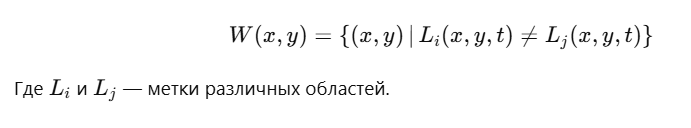 W(x, y) = {(x, y) | L_i(x, y, t) ≠ L_j(x, y, t)}
Где L_i и L_j — метки различных областей.